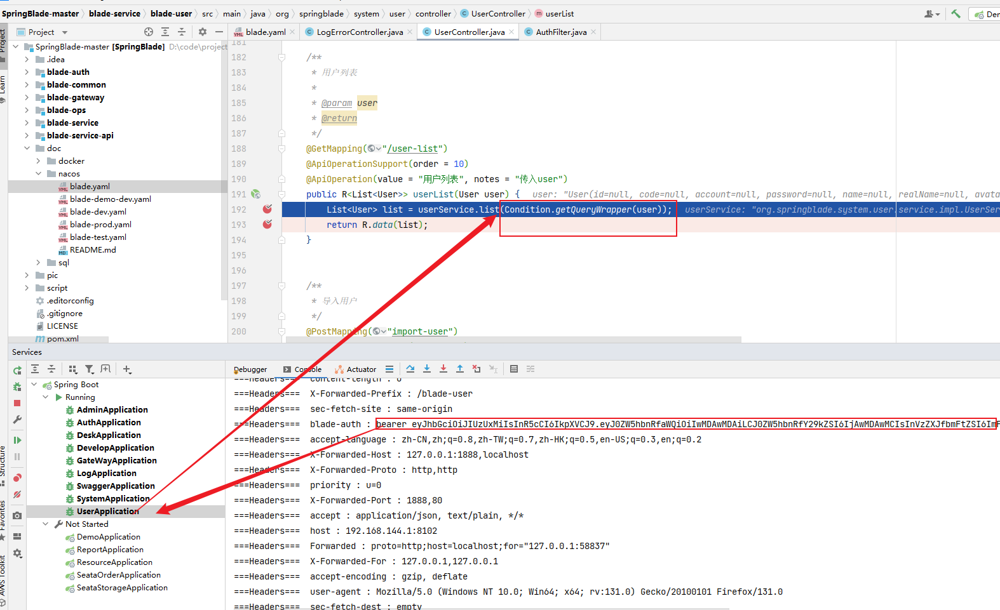 SpringBlade-master 〉 blade-service 〉 blade-user 〉 src 〉 main 〉 java 〉 org 〉 springblade 〉 system 〉 user 〉 controller 〉 UserController 〉 userList
Project
blade.yaml
LogErrorController.java
UserController.java
AuthFilter.java
Project
Learn
Structure
Favorites
AWS Toolkit
SpringBlade-master [SpringBlade] D:\code\project
.idea
blade-auth
blade-common
blade-gateway
blade-ops
blade-service
blade-service-api
doc
docker
nacos
blade.yaml
blade-demo-dev.yaml
blade-dev.yaml
blade-prod.yaml
blade-test.yaml
README.md
sql
pic
script
.editorconfig
.gitignore
LICENSE
pom.xml
181
182 /**
183 * 用户列表
184 *
185 * @param user
186 * @return
187 */
188 @GetMapping("/user-list")
189 @ApiOperationSupport(order = 10)
190 @ApiOperation(value = "用户列表", notes = "传入user")
191 public R<List<User>> userList(User user) { user: "User(id=null, code=null, account=null, password=null, name=null, realName=null, avata
192 List<User> list = userService.list(Condition.getQueryWrapper(user)); userService: "org.springblade.system.user.service.impl.UserSer
193 return R.data(list);
194 }
195
196
197 /**
198 * 导入用户
199 */
200 @PostMapping("import-user")
Services
Debugger
Console
Actuator
Spring Boot
Running
AdminApplication
AuthApplication
DeskApplication
DevelopApplication
GateWayApplication
LogApplication
SwaggerApplication
SystemApplication
UserApplication
Not Started
DemoApplication
ReportApplication
ResourceApplication
SeataOrderApplication
SeataStorageApplication
===Headers=== content-length : 0
===Headers=== X-Forwarded-Prefix : /blade-user
===Headers=== sec-fetch-site : same-origin
===Headers=== blade-auth : bearer eyJhbGciOiJIUzUxMiIsInR5cCI6IkpXVCJ9.eyJ0ZW5hbnRfaWQiOiIwMDAwMDAiLCJ0ZW5hbnRfY29kZSI6IjAwMDAwMCIsInVzZXJfbmFtZSI6ImF
===Headers=== accept-language : zh-CN,zh;q=0.8,zh-TW;q=0.7,zh-HK;q=0.5,en-US;q=0.3,en;q=0.2
===Headers=== X-Forwarded-Host : 127.0.0.1:1888,localhost
===Headers=== X-Forwarded-Proto : http,http
===Headers=== priority : u=0
===Headers=== X-Forwarded-Port : 1888,80
===Headers=== accept : application/json, text/plain, */*
===Headers=== host : 192.168.144.1:8102
===Headers=== Forwarded : proto=http;host=localhost;for="127.0.0.1:58837"
===Headers=== X-Forwarded-For : 127.0.0.1,127.0.0.1
===Headers=== accept-encoding : gzip, deflate
===Headers=== user-agent : Mozilla/5.0 (Windows NT 10.0; Win64; x64; rv:131.0) Gecko/20100101 Firefox/131.0
===Headers=== sec-fetch-dest : empty